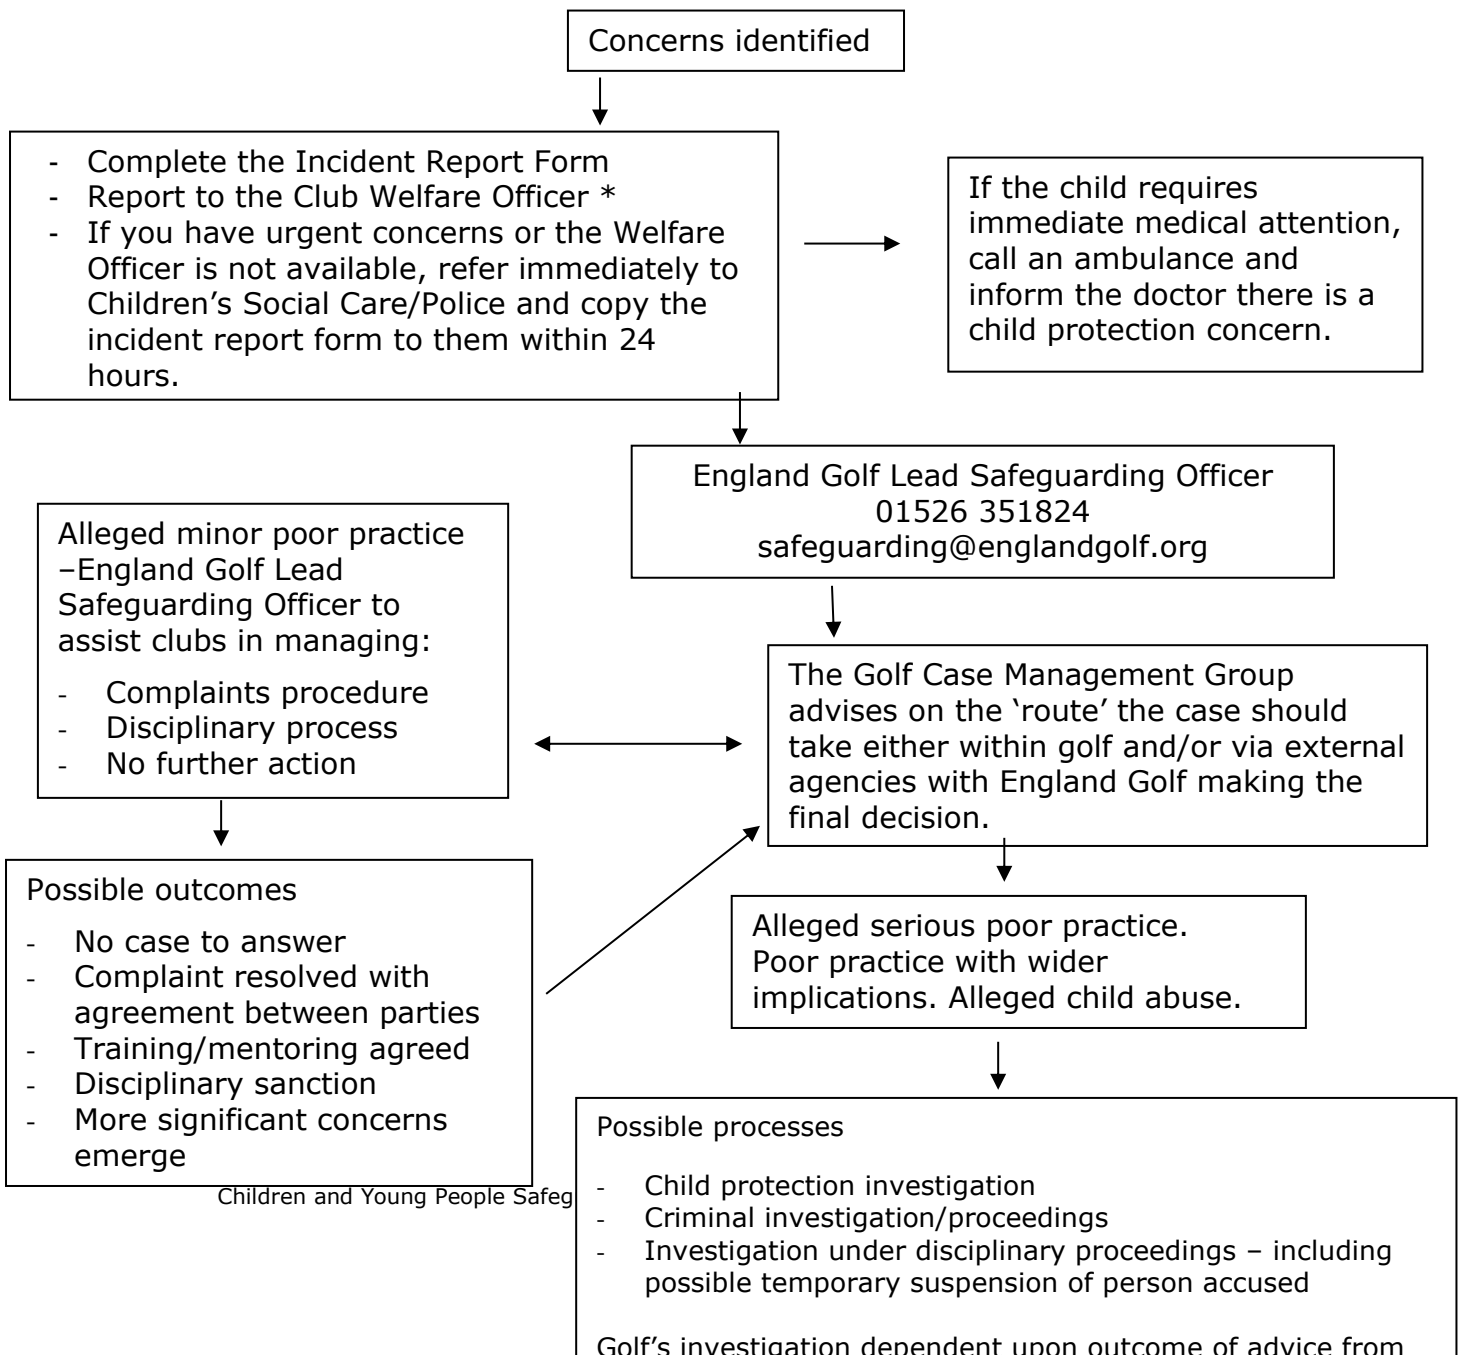 Concerns identified
- Complete the Incident Report Form
- Report to the Club Welfare Officer *
- If you have urgent concerns or the Welfare
Officer is not available, refer immediately to
Children’s Social Care/Police and copy the
incident report form to them within 24
hours.
If the child requires
immediate medical attention,
call an ambulance and
inform the doctor there is a
child protection concern.
England Golf Lead Safeguarding Officer
01526 351824
safeguarding@englandgolf.org
Alleged minor poor practice
–England Golf Lead
Safeguarding Officer to
assist clubs in managing:
- Complaints procedure
- Disciplinary process
- No further action
The Golf Case Management Group
advises on the ‘route’ the case should
take either within golf and/or via external
agencies with England Golf making the
final decision.
Possible outcomes
- No case to answer
- Complaint resolved with
agreement between parties
- Training/mentoring agreed
- Disciplinary sanction
- More significant concerns
emerge
Alleged serious poor practice.
Poor practice with wider
implications. Alleged child abuse.
Possible processes
- Child protection investigation
- Criminal investigation/proceedings
- Investigation under disciplinary proceedings – including
possible temporary suspension of person accused
Golf’s investigation dependent upon outcome of advice from
Children and Young People Safeg